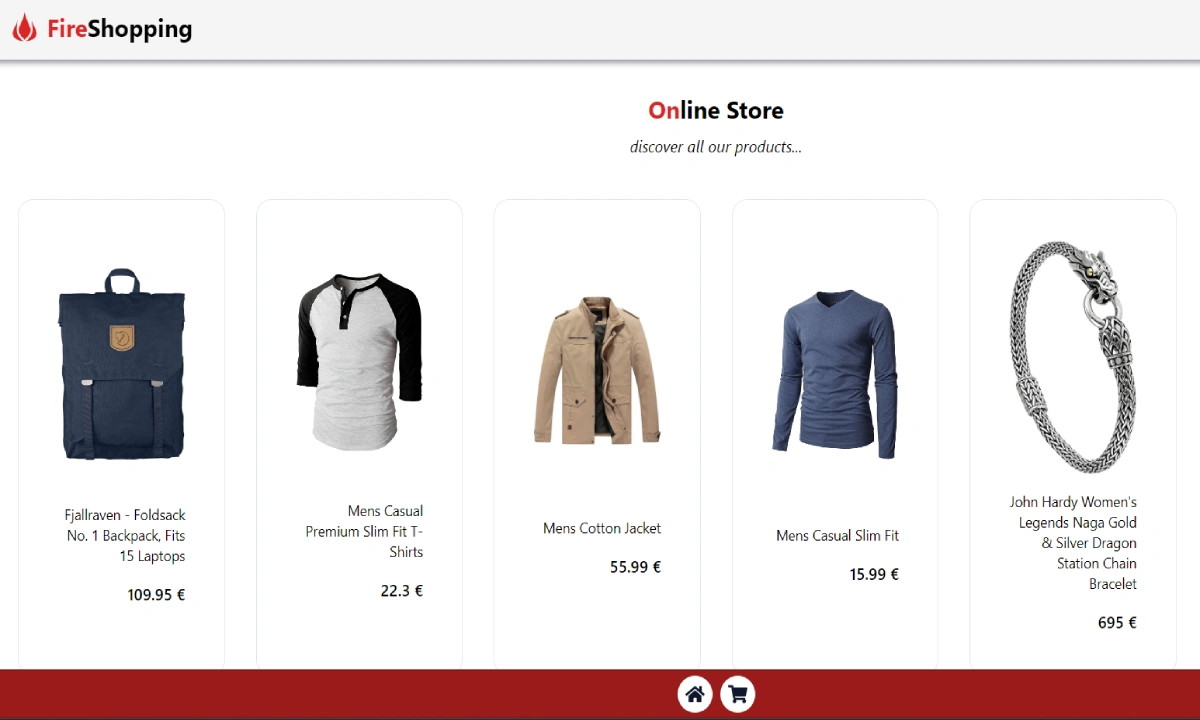 FireShopping
Online Store
discover all our products...
Fjallraven - Foldsack
No. 1 Backpack, Fits
15 Laptops
109.95 €
Mens Casual
Premium Slim Fit T-
Shirts
22.3 €
Mens Cotton Jacket
55.99 €
Mens Casual Slim Fit
15.99 €
John Hardy Women's
Legends Naga Gold
& Silver Dragon
Station Chain
Bracelet
695 €